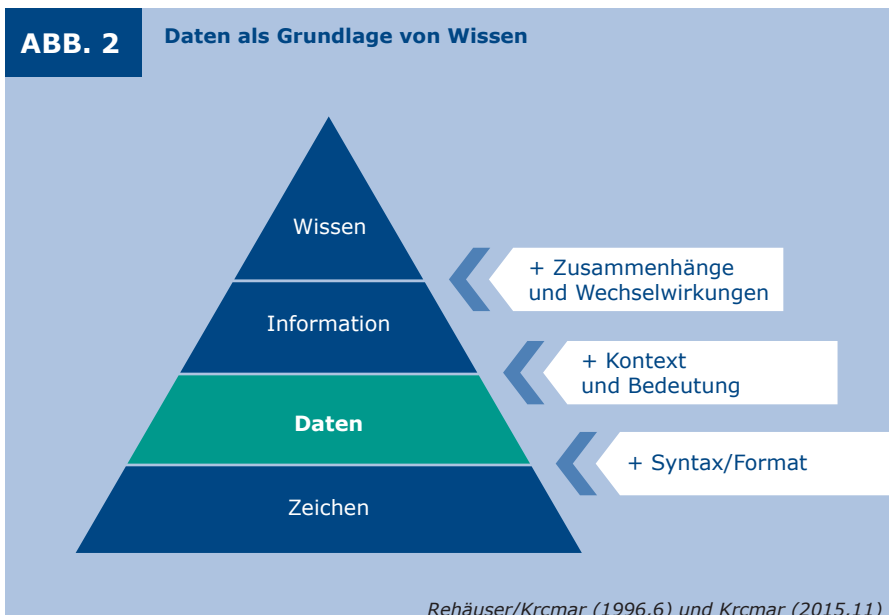 ABB. 2
Daten als Grundlage von Wissen
Wissen
+ Zusammenhänge
und Wechselwirkungen
Information
+ Kontext
und Bedeutung
Daten
+ Syntax/Format
Zeichen
Rehäuser/Krcmar (1996,6) und Krcmar (2015,11)